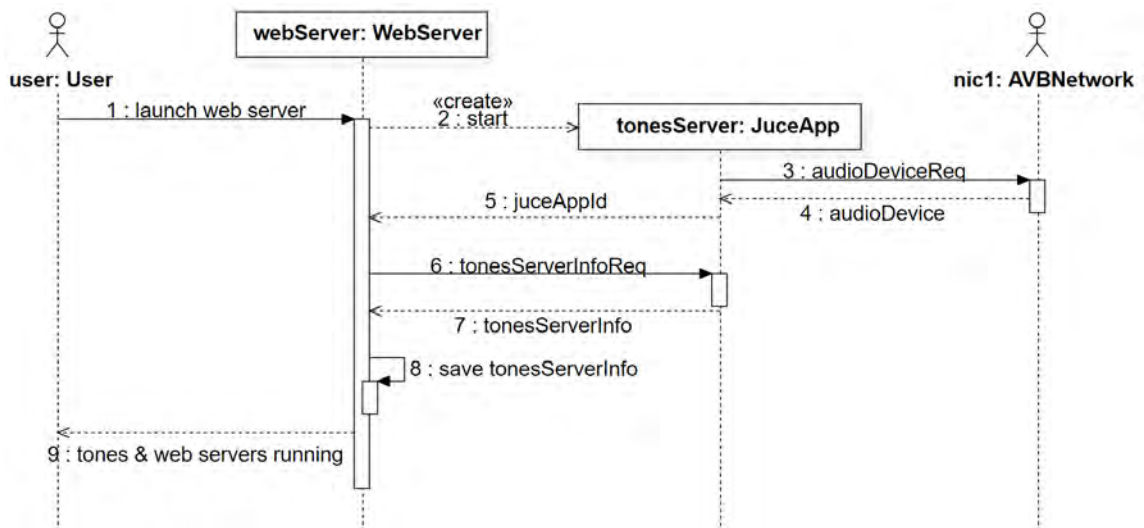 webServer: WebServer
user: User
nic1: AVBNetwork
1 : launch web server
«create»
2 : start
tonesServer: JuceApp
3 : audioDeviceReq
5 : juceAppId
4 : audioDevice
6 : tonesServerInfoReq
7 : tonesServerInfo
8 : save tonesServerInfo
9 : tones & web servers running